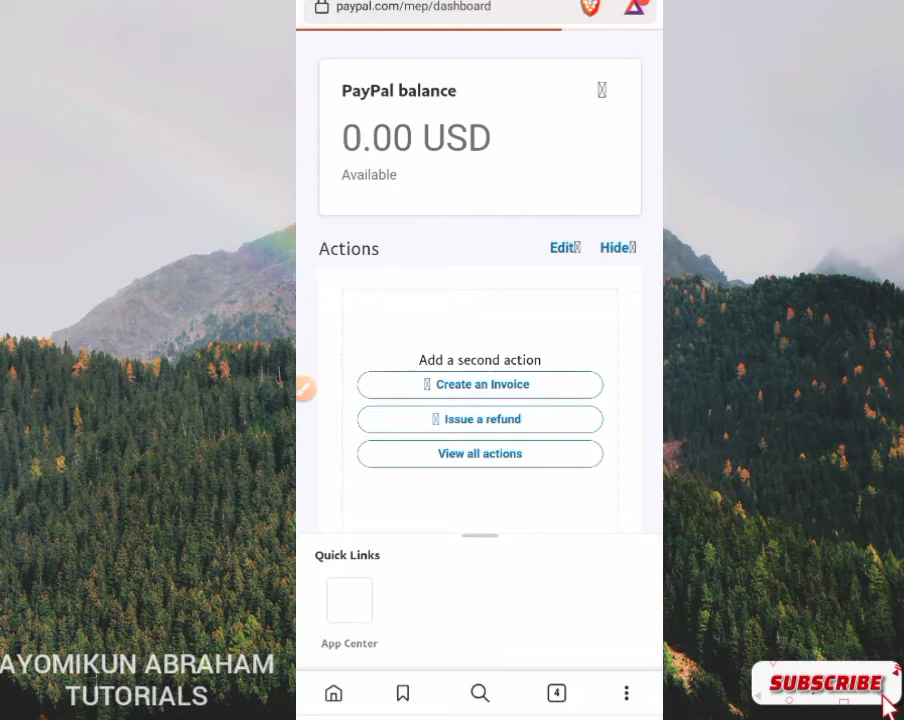 paypal.com/mep/dashboard
PayPal balance
0.00 USD
Available
Actions
Edit
Hide
Add a second action
Create an Invoice
Issue a refund
View all actions
Quick Links
App Center
4
AYOMIKUN ABRAHAM
TUTORIALS
SUBSCRIBE